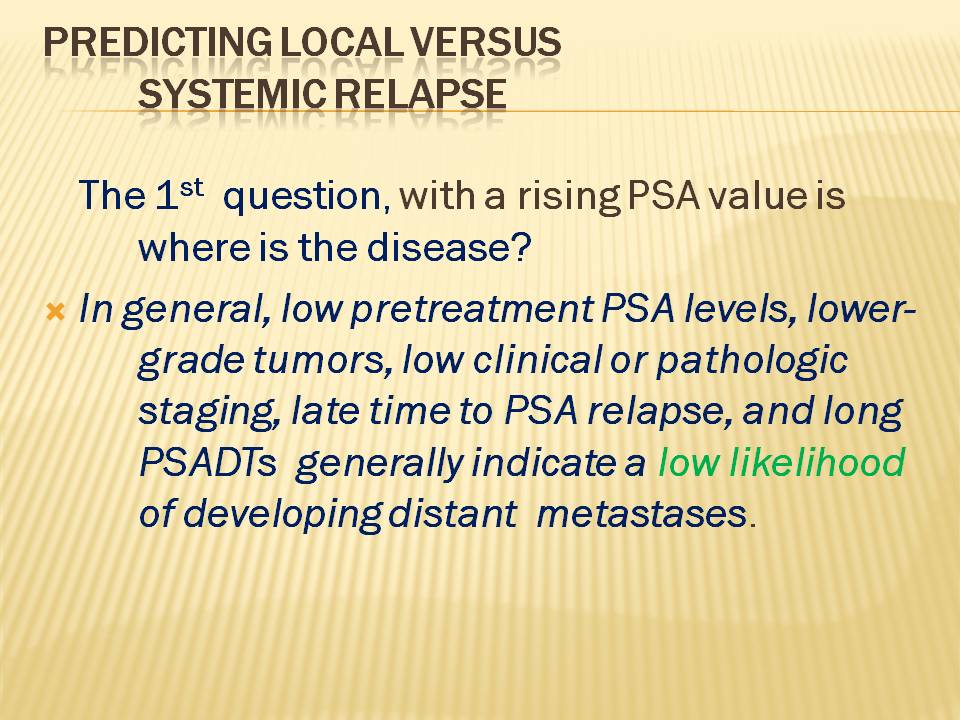 PREDICTING LOCAL VERSUS
SYSTEMIC RELAPSE
The 1st question, with a rising PSA value is
where is the disease?
In general, low pretreatment PSA levels, lower-
grade tumors, low clinical or pathologic
staging, late time to PSA relapse, and long
PSADTs generally indicate a low likelihood
of developing distant metastases.